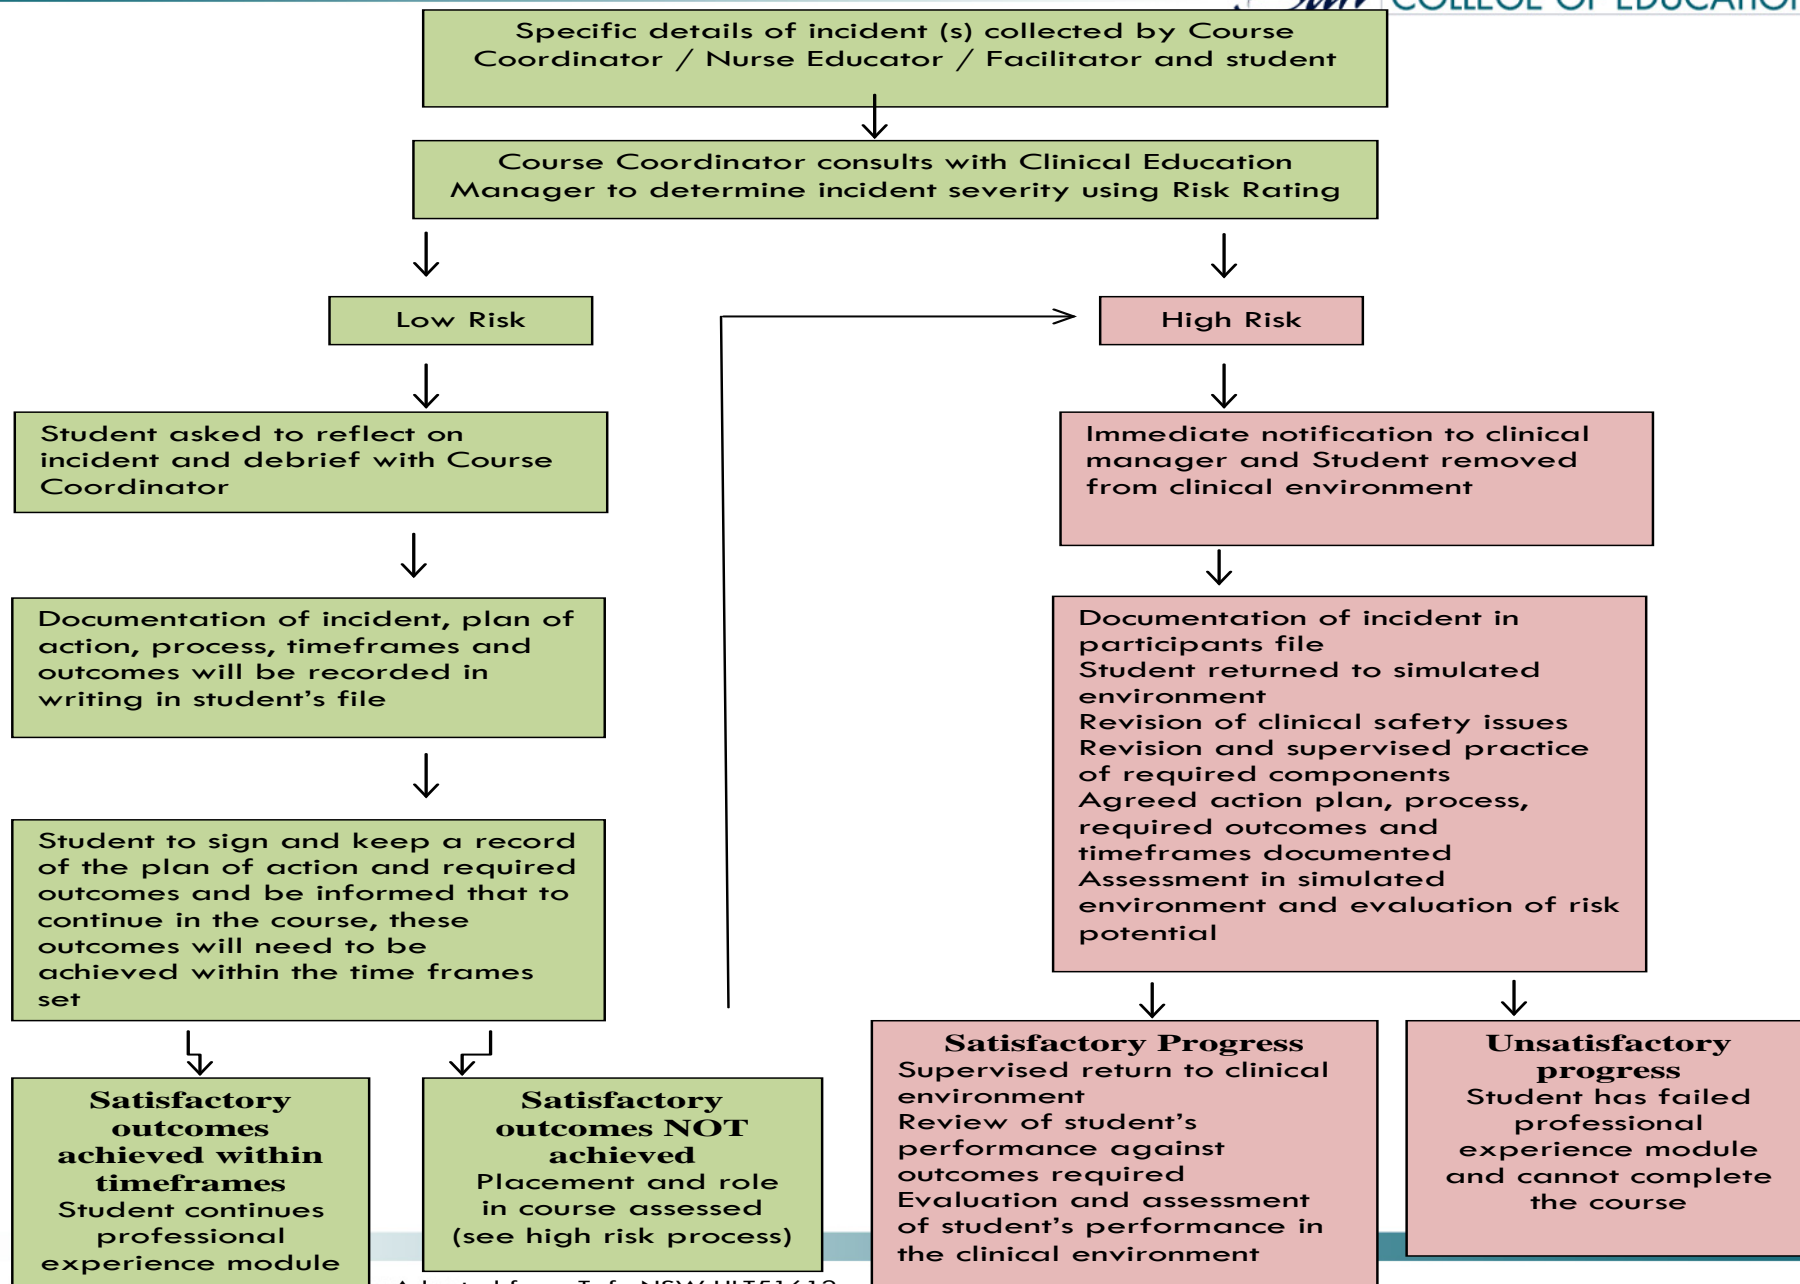 COLLEGE OF EDUCATION
Specific details of incident (s) collected by Course
Coordinator / Nurse Educator / Facilitator and student
Course Coordinator consults with Clinical Education
Manager to determine incident severity using Risk Rating
Low Risk
High Risk
Student asked to reflect on
incident and debrief with Course
Coordinator
Immediate notification to clinical
manager and Student removed
from clinical environment
Documentation of incident, plan of
action, process, timeframes and
outcomes will be recorded in
writing in student's file
Documentation of incident in
participants file
Student returned to simulated
environment
Revision of clinical safety issues
Revision and supervised practice
of required components
Agreed action plan, process,
required outcomes and
timeframes documented
Assessment in simulated
environment and evaluation of risk
potential
Student to sign and keep a record
of the plan of action and required
outcomes and be informed that to
continue in the course, these
outcomes will need to be
achieved within the time frames
set
Satisfactory
outcomes
achieved within
timeframes
Student continues
professional
experience module
Satisfactory
outcomes NOT
achieved
Placement and role
in course assessed
(see high risk process)
Satisfactory Progress
Supervised return to clinical
environment
Review of student's
performance against
outcomes required
Evaluation and assessment
of student's performance in
the clinical environment
Unsatisfactory
progress
Student has failed
professional
experience module
and cannot complete
the course